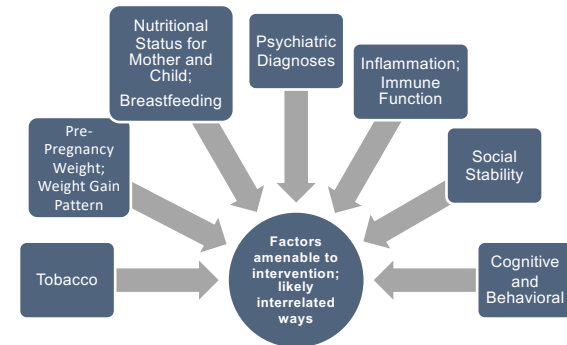 Tobacco
Pre-
Pregnancy
Weight;
Weight Gain
Pattern
Nutritional
Status for
Mother and
Child;
Breastfeeding
Psychiatric
Diagnoses
Inflammation;
Immune
Function
Social
Stability
Cognitive
and
Behavioral
Factors
amenable to
intervention;
likely
interrelated
ways